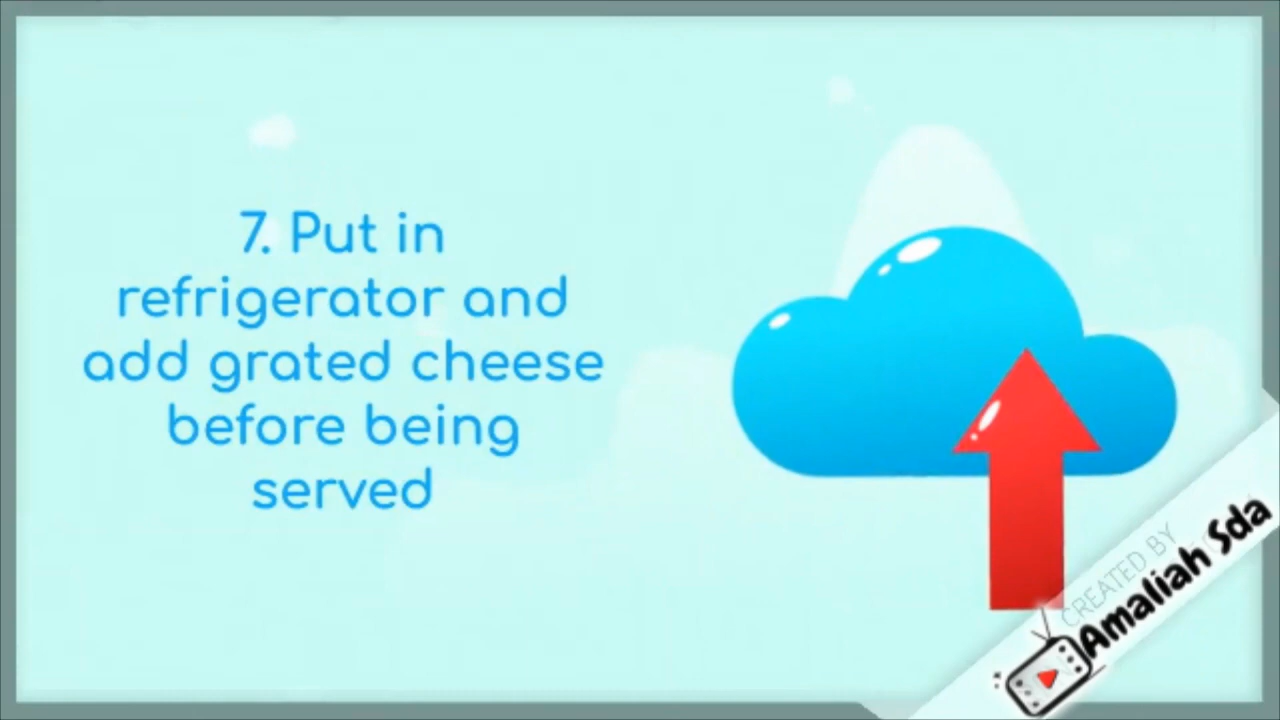 7. Put in
refrigerator and
add grated cheese
before being
served
CREATED BY
Amaliah Sda